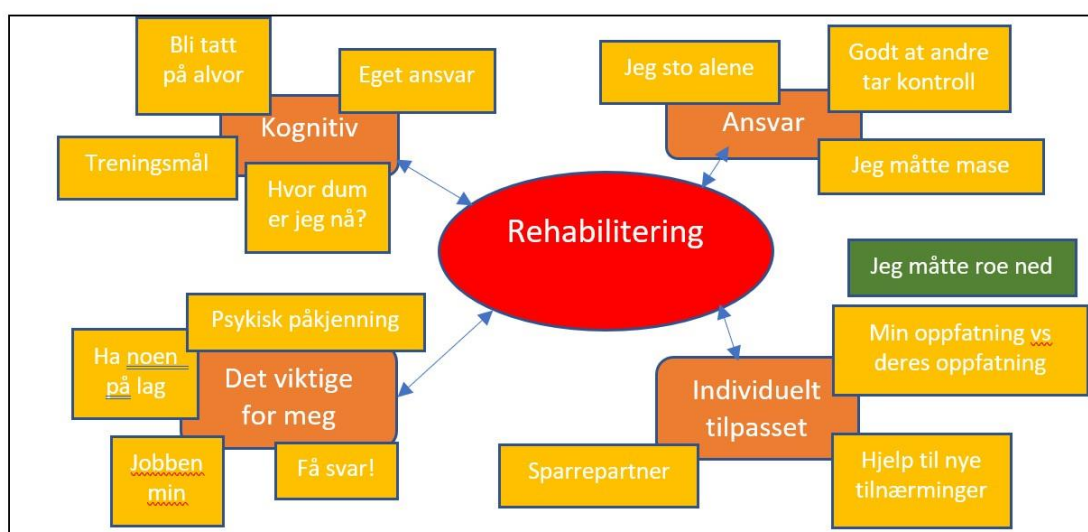 Bli tatt
på alvor
Eget ansvar
Kognitiv
Treningsmål
Hvor dum
er jeg nå?
Jeg sto alene
Godt at andre
tar kontroll
Ansvar
Jeg måtte mase
Rehabilitering
Jeg måtte roe ned
Psykisk påkjenning
Ha noen
på lag
Det viktige
for meg
Jobben
min
Få svar!
Min oppfatning vs
deres oppfatning
Individuelt
tilpasset
Sparrepartner
Hjelp til nye
tilnærminger